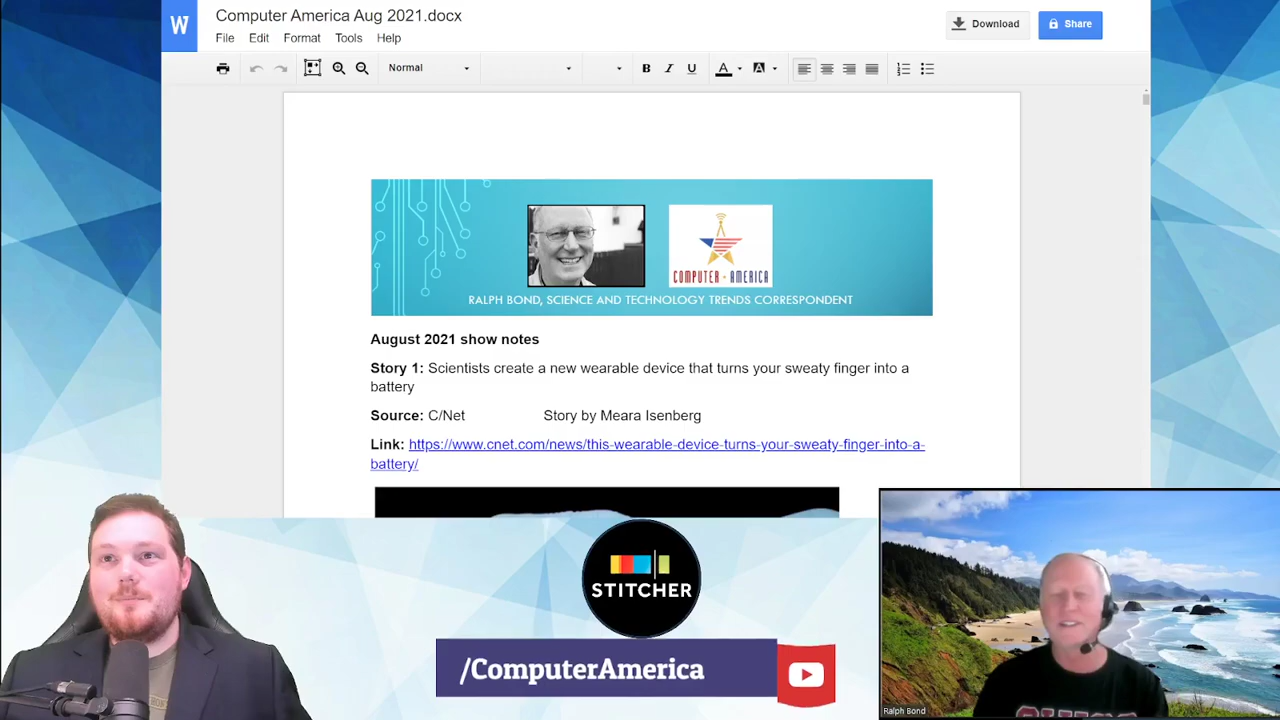 Computer America Aug 2021.docx
File Edit Format Tools Help
Download
Share
W
Normal
B I U A A
COMPUTER AMERICA
RALPH BOND, SCIENCE AND TECHNOLOGY TRENDS CORRESPONDENT
August 2021 show notes
Story 1: Scientists create a new wearable device that turns your sweaty finger into a
battery
Source: C/Net Story by Meara Isenberg
Link: https://www.cnet.com/news/this-wearable-device-turns-your-sweaty-finger-into-a-
battery/
STITCHER
/ComputerAmerica
Ralph Bond